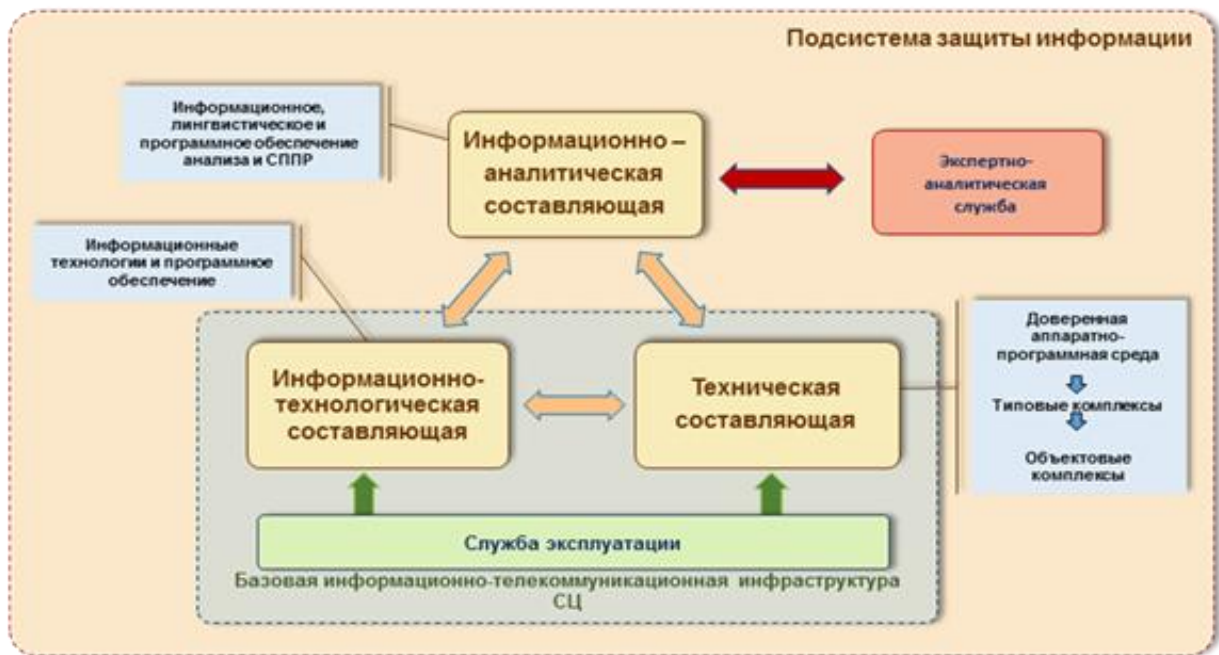 Подсистема защиты информации
Информационное,
лингвистическое и
программное обеспечение
анализа и СППР
Информационно –
аналитическая
составляющая
Экспертно-
аналитическая
служба
Информационные
технологии и программное
обеспечение
Информационно-
технологическая
составляющая
Техническая
составляющая
Доверенная
аппаратно-
программная среда
Типовые комплексы
Объектовые
комплексы
Служба эксплуатации
Базовая информационно-телекоммуникационная инфраструктура
СЦ